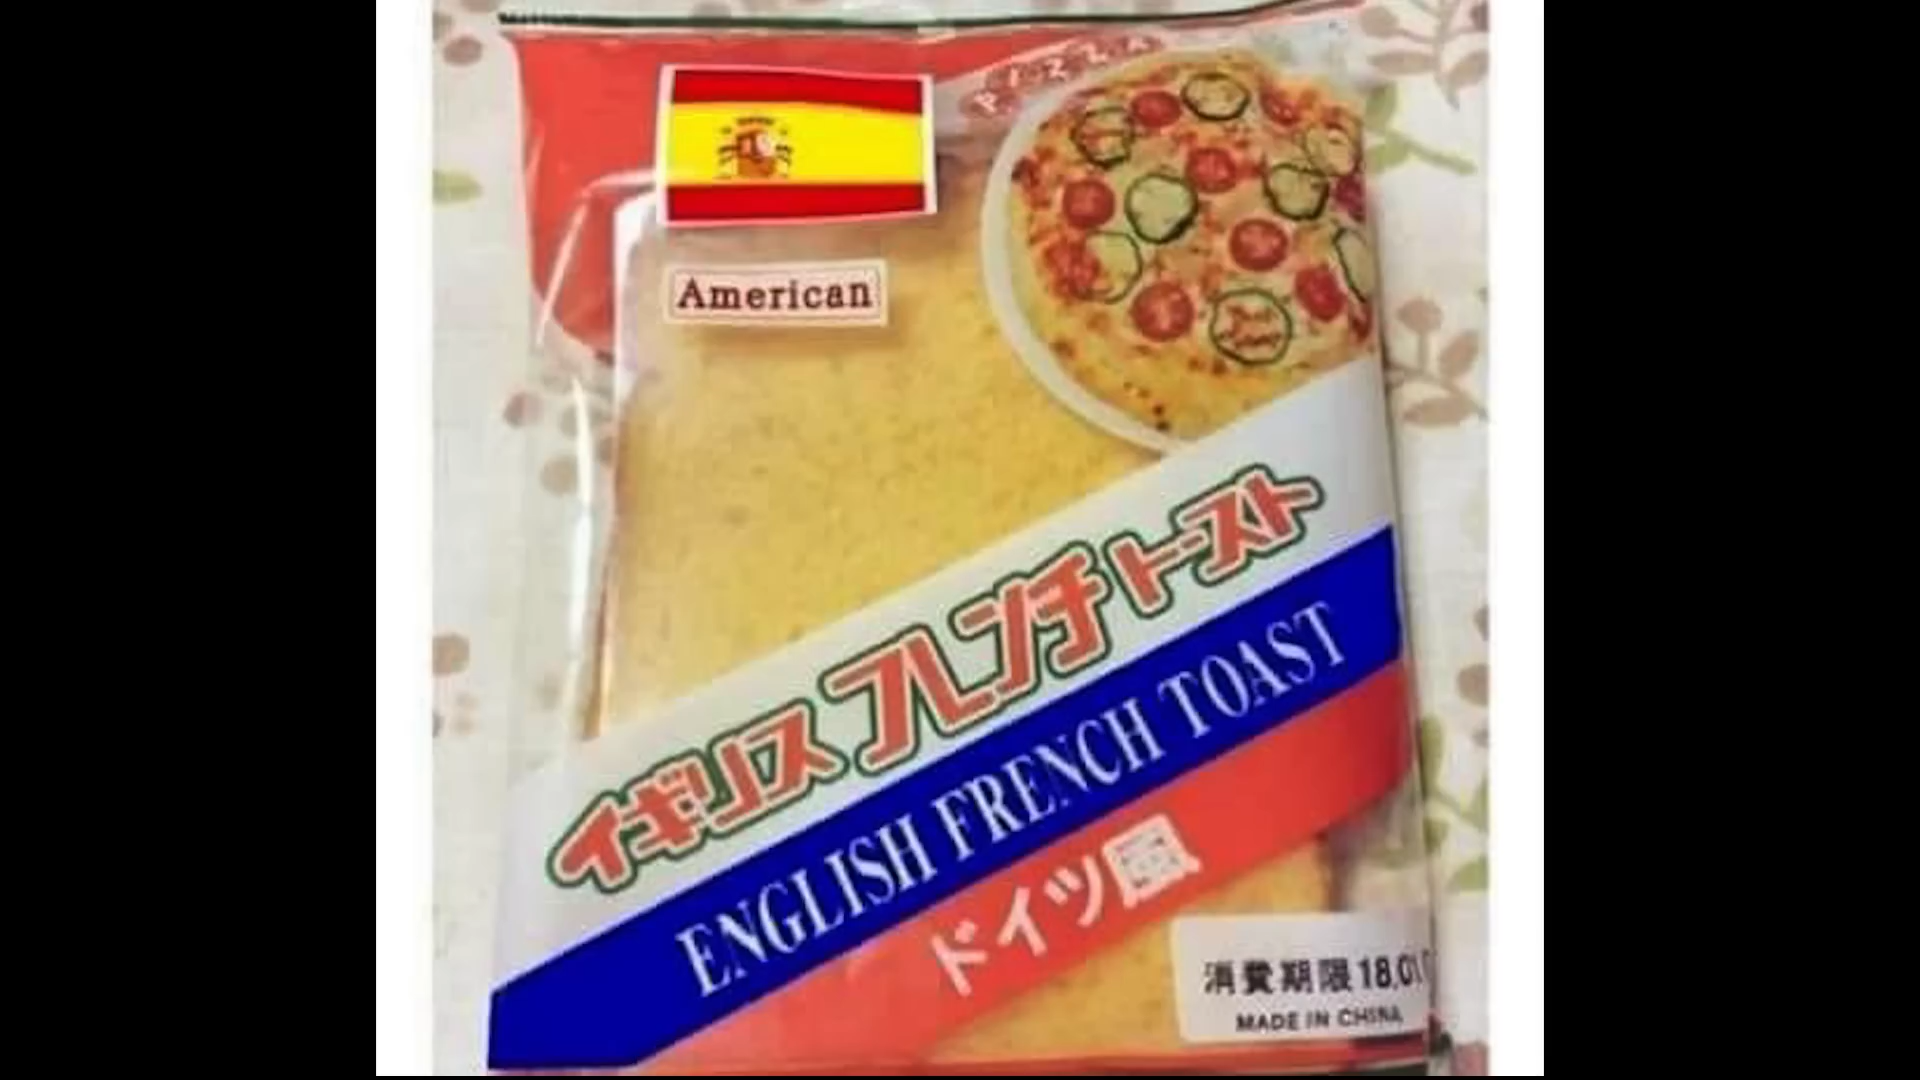 American
イギリスフレンチトースト
ENGLISH FRENCH TOAST
ドイツ風
消費期限18.01
MADE IN CHINA